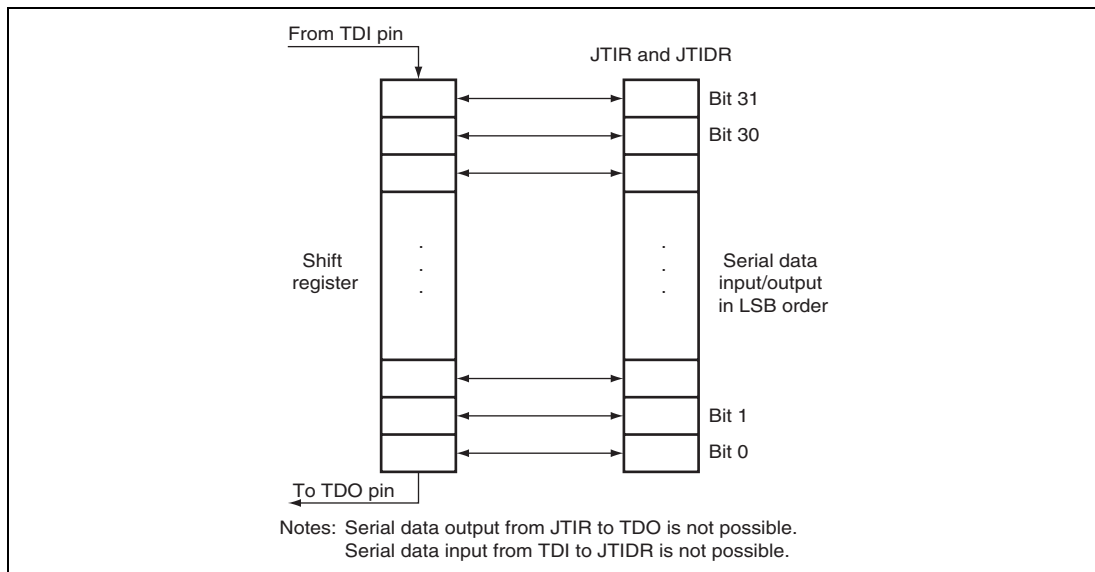 From TDI pin
JTIR and JTIDR
Bit 31
Bit 30
.
.
.
.
.
.
Shift
register
Serial data
input/output
in LSB order
Bit 1
Bit 0
To TDO pin
Notes: Serial data output from JTIR to TDO is not possible.
Serial data input from TDI to JTIDR is not possible.